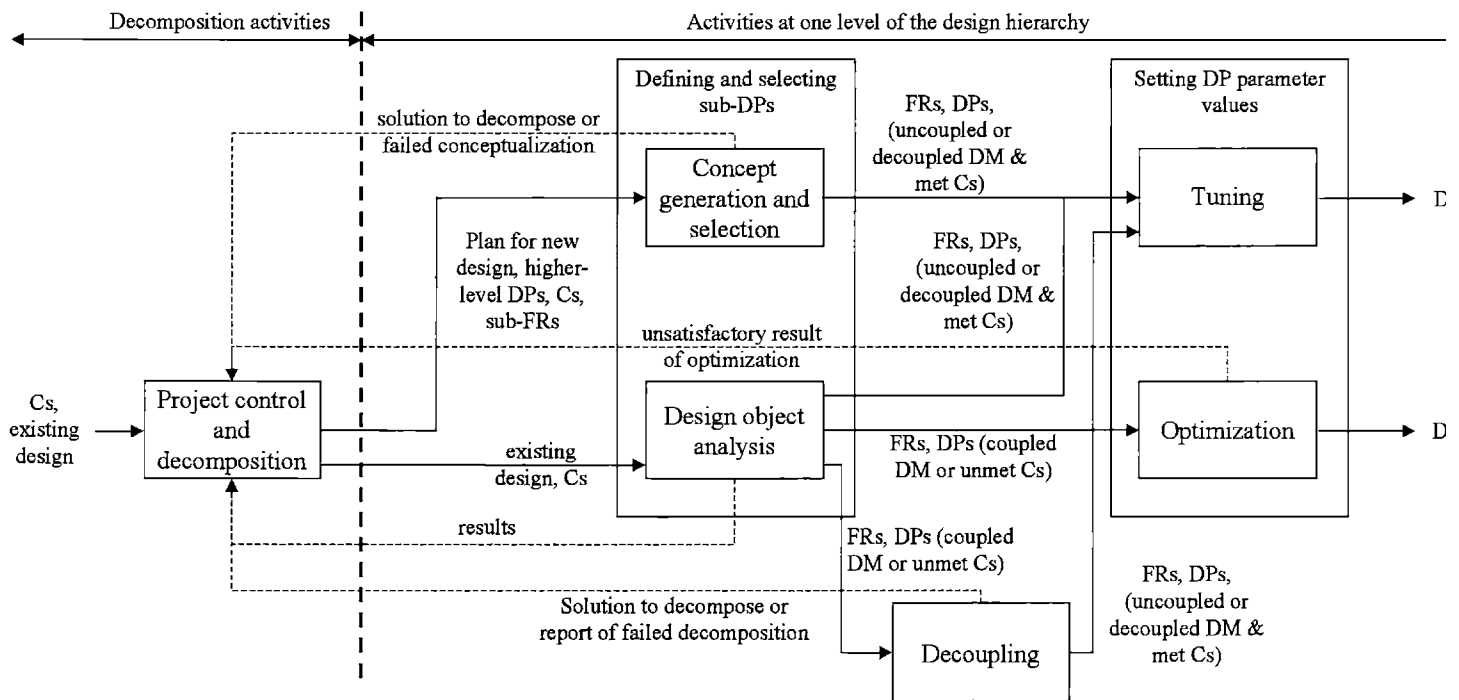 Decomposition activities
Activities at one level of the design hierarchy
Defining and selecting
sub-DPs
Setting DP parameter
values
solution to decompose or
failed conceptualization
FRs, DPs,
(uncoupled or
decoupled DM &
met Cs)
Concept
generation and
selection
Tuning
D
Plan for new
design, higher-
level DPs, Cs,
sub-FRs
FRs, DPs,
(uncoupled or
decoupled DM &
met Cs)
unsatisfactory result
of optimization
Cs,
existing
design
Project control
and
decomposition
Design object
analysis
Optimization
D
existing
design, Cs
FRs, DPs (coupled
DM or unmet Cs)
results
FRs, DPs (coupled
DM or unmet Cs)
FRs, DPs,
(uncoupled or
decoupled DM &
met Cs)
Solution to decompose or
report of failed decomposition
Decoupling